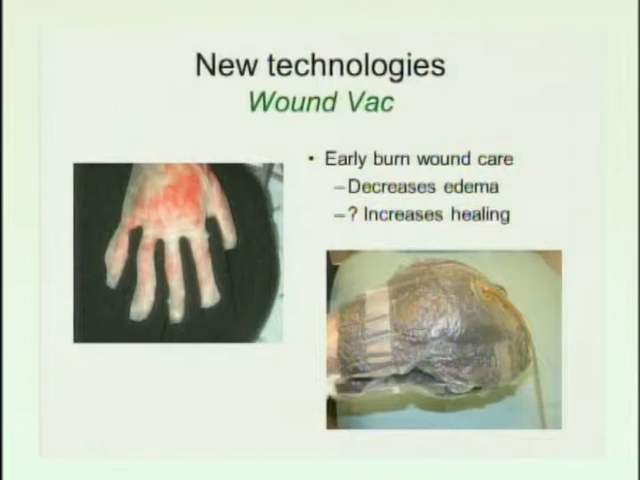 New technologies
Wound Vac
• Early burn wound care
–Decreases edema
–? Increases healing